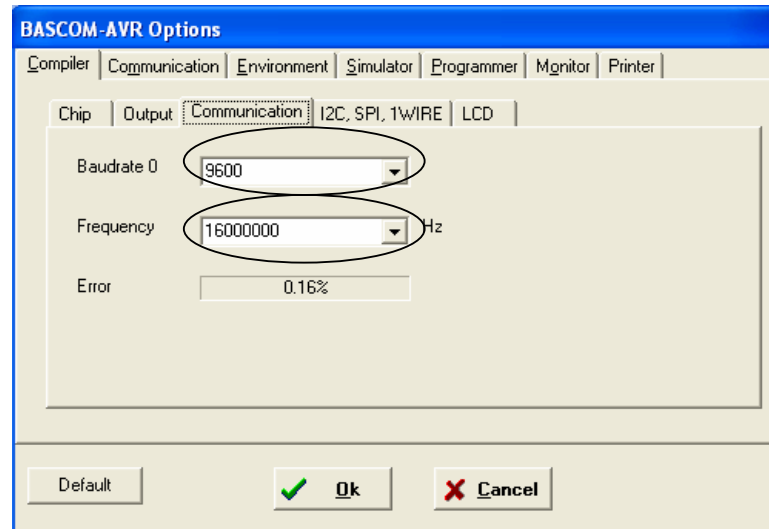 BASCOM-AVR Options
Compiler Communication Environment Simulator Programmer Monitor Printer
Chip Output Communication I2C, SPI, 1WIRE LCD
Baudrate 0 9600
Frequency 16000000 Hz
Error 0.16%
Default Ok Cancel